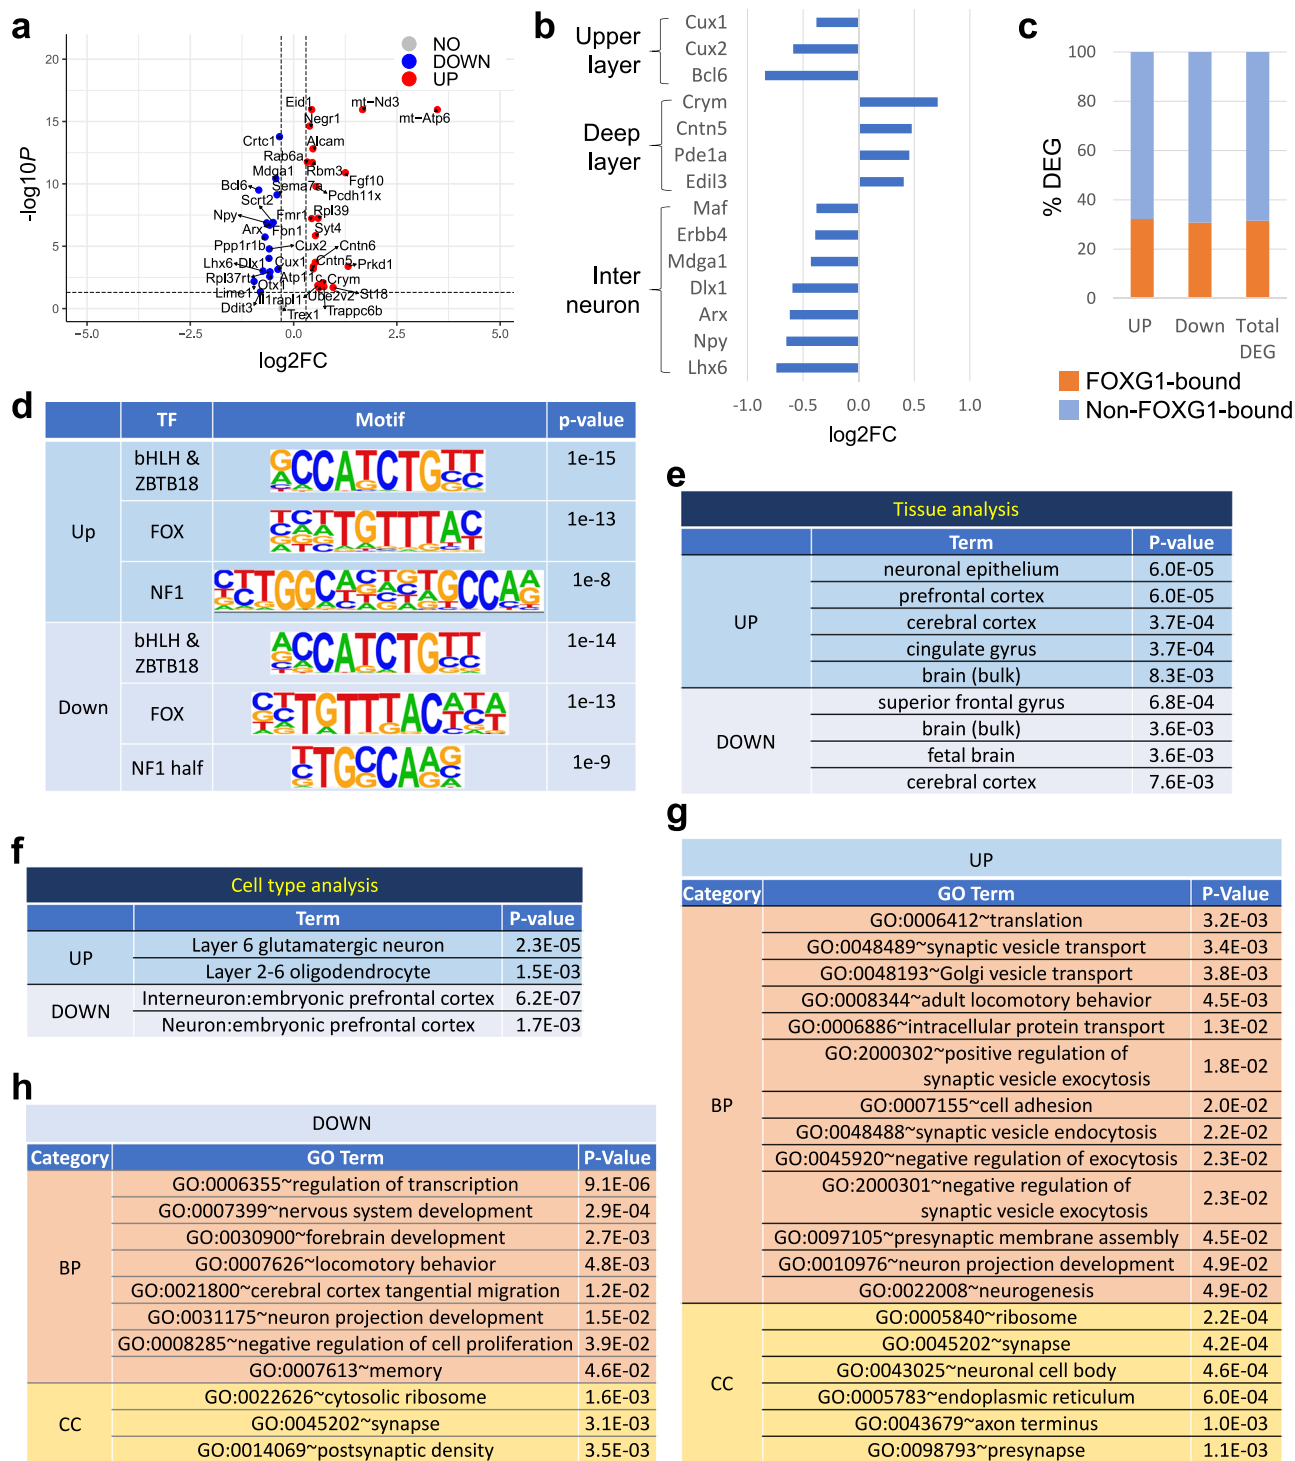 a
NO
DOWN
UP
20
15
10
5
0
-log10P
−5.0
−2.5
0.0
2.5
5.0
log2FC
Eid1
mt−Nd3
Negr1
mt−Atp6
Crtc1
Alcam
Rab6a
Mdga1
Rbm3
Fgf10
Bcl6
Sema7a
Pcdh11x
Scrt2
Npy
Fmr1
Rpl39
Arx
Fbn1
Syt4
Ppp1r1b
Cux2
Cntn6
Lhx6
Dlx1
Cux1
Cntn5
Prkd1
Rpl37rt
Atp11c
Crym
Otx1
Lime1
Il1rapl1
Ube2v2
St18
Ddit3
Trex1
Trappc6b
b
Upper
layer
Cux1
Cux2
Bcl6
Deep
layer
Crym
Cntn5
Pde1a
Edil3
Inter
neuron
Maf
Erbb4
Mdga1
Dlx1
Arx
Npy
Lhx6
-1.0
-0.5
0.0
0.5
1.0
log2FC
c
100
80
60
40
20
0
% DEG
UP
Down
Total
DEG
FOXG1-bound
Non-FOXG1-bound
d
TF Motif p-value
Up
bHLH &
ZBTB18
1e-15
FOX
1e-13
NF1
1e-8
Down
bHLH &
ZBTB18
1e-14
FOX
1e-13
NF1 half
1e-9
e
Tissue analysis
Term P-value
UP
neuronal epithelium 6.0E-05
prefrontal cortex 6.0E-05
cerebral cortex 3.7E-04
cingulate gyrus 3.7E-04
brain (bulk) 8.3E-03
DOWN
superior frontal gyrus 6.8E-04
brain (bulk) 3.6E-03
fetal brain 3.6E-03
cerebral cortex 7.6E-03
f
Cell type analysis
Term P-value
UP
Layer 6 glutamatergic neuron 2.3E-05
Layer 2-6 oligodendrocyte 1.5E-03
DOWN
Interneuron:embryonic prefrontal cortex 6.2E-07
Neuron:embryonic prefrontal cortex 1.7E-03
g
UP
Category GO Term P-Value
BP
GO:0006412~translation 3.2E-03
GO:0048489~synaptic vesicle transport 3.4E-03
GO:0048193~Golgi vesicle transport 3.8E-03
GO:0008344~adult locomotory behavior 4.5E-03
GO:0006886~intracellular protein transport 1.3E-02
GO:2000302~positive regulation of
synaptic vesicle exocytosis 1.8E-02
GO:0007155~cell adhesion 2.0E-02
GO:0048488~synaptic vesicle endocytosis 2.2E-02
GO:0045920~negative regulation of exocytosis 2.3E-02
GO:2000301~negative regulation of
synaptic vesicle exocytosis 2.3E-02
GO:0097105~presynaptic membrane assembly 4.5E-02
GO:0010976~neuron projection development 4.9E-02
GO:0022008~neurogenesis 4.9E-02
CC
GO:0005840~ribosome 2.2E-04
GO:0045202~synapse 4.2E-04
GO:0043025~neuronal cell body 4.6E-04
GO:0005783~endoplasmic reticulum 6.0E-04
GO:0043679~axon terminus 1.0E-03
GO:0098793~presynapse 1.1E-03
h
DOWN
Category GO Term P-Value
BP
GO:0006355~regulation of transcription 9.1E-06
GO:0007399~nervous system development 2.9E-04
GO:0030900~forebrain development 2.7E-03
GO:0007626~locomotory behavior 4.8E-03
GO:0021800~cerebral cortex tangential migration 1.2E-02
GO:0031175~neuron projection development 1.5E-02
GO:0008285~negative regulation of cell proliferation 3.9E-02
GO:0007613~memory 4.6E-02
CC
GO:0022626~cytosolic ribosome 1.6E-03
GO:0045202~synapse 3.1E-03
GO:0014069~postsynaptic density 3.5E-03